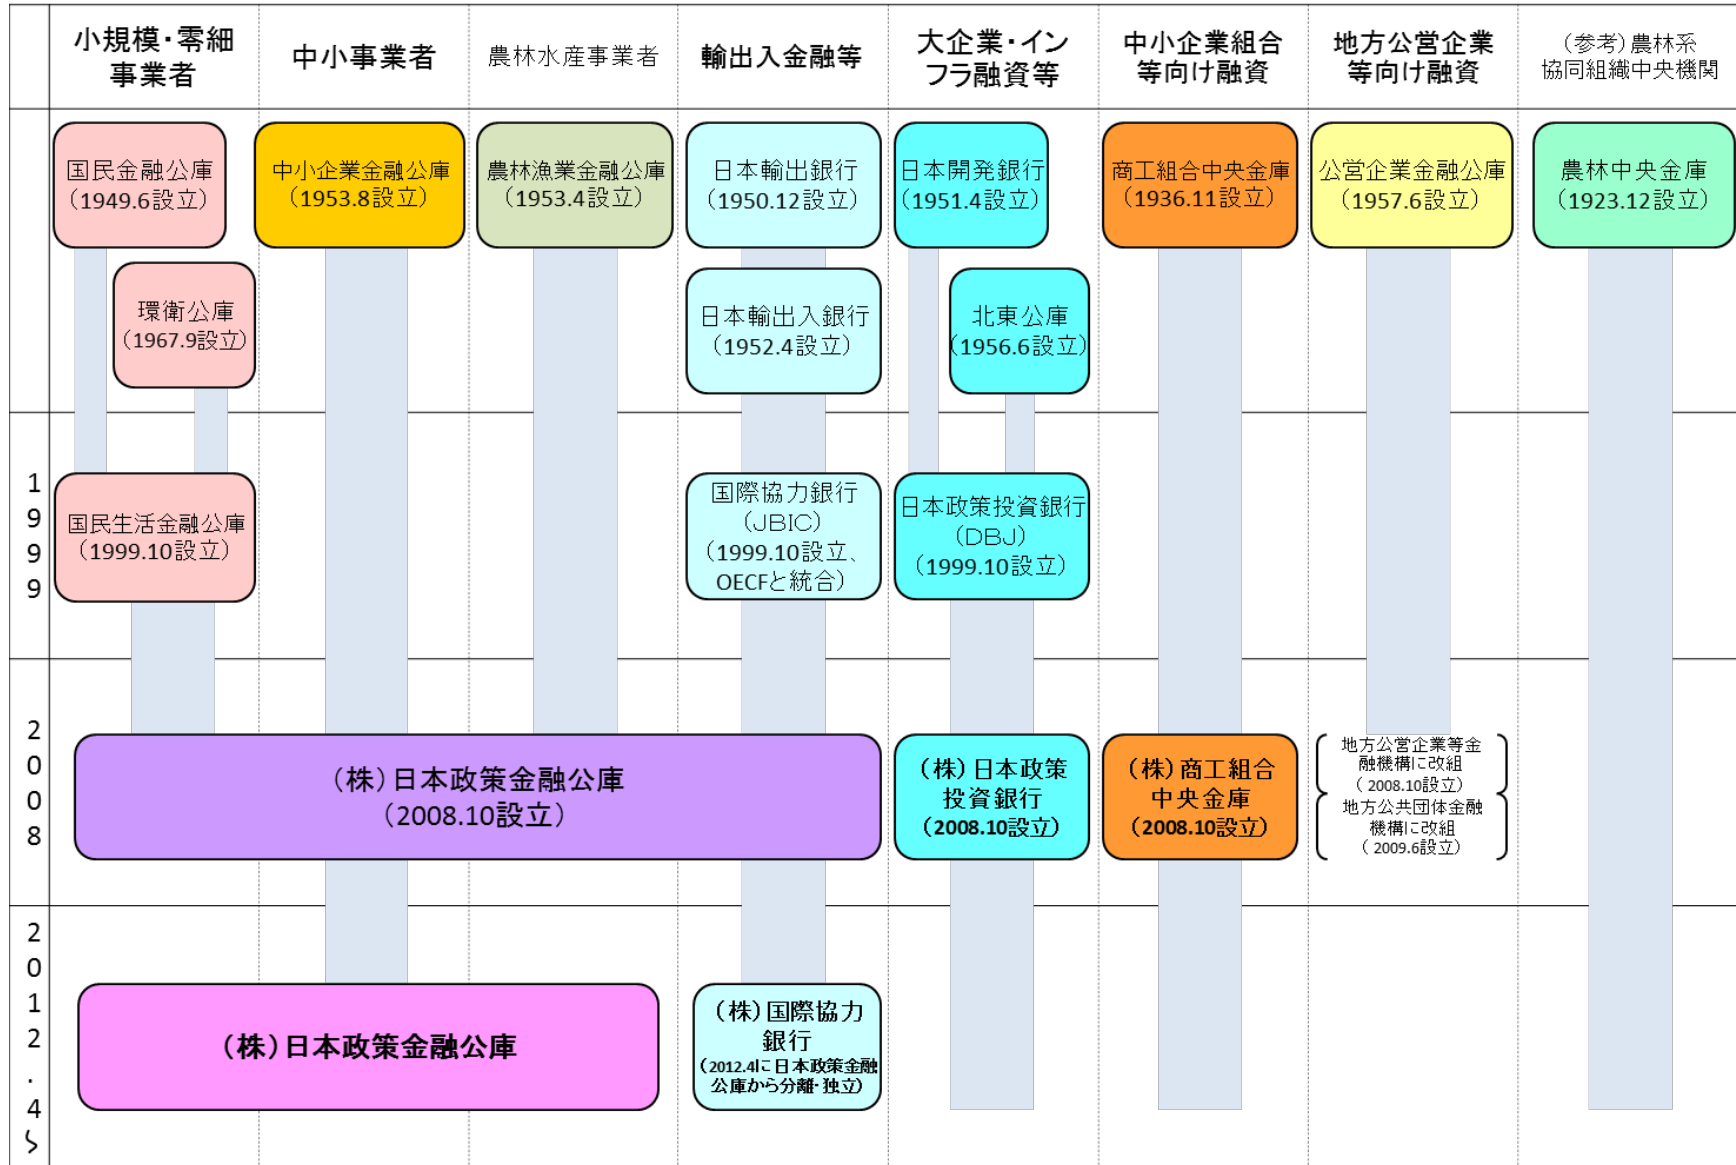 小規模・零細
事業者
中小事業者
農林水産事業者
輸出入金融等
大企業・イン
フラ融資等
中小企業組合
等向け融資
地方公営企業
等向け融資
（参考）農林系
協同組織中央機関
国民金融公庫
（1949.6設立）
中小企業金融公庫
（1953.8設立）
農林漁業金融公庫
（1953.4設立）
日本輸出銀行
（1950.12設立）
日本開発銀行
（1951.4設立）
商工組合中央金庫
（1936.11設立）
公営企業金融公庫
（1957.6設立）
農林中央金庫
（1923.12設立）
環衛公庫
（1967.9設立）
日本輸出入銀行
（1952.4設立）
北東公庫
（1956.6設立）
1
9
9
9
国民生活金融公庫
（1999.10設立）
国際協力銀行
（JBIC）
（1999.10設立、
OECFと統合）
日本政策投資銀行
（DBJ）
（1999.10設立）
2
0
0
8
（株）日本政策金融公庫
（2008.10設立）
（株）日本政策
投資銀行
（2008.10設立）
（株）商工組合
中央金庫
（2008.10設立）
地方公営企業等金
融機構に改組
（2008.10設立）
地方公共団体金融
機構に改組
（2009.6設立）
2
0
1
2
.
4
～
（株）日本政策金融公庫
（株）国際協力
銀行
（2012.4に日本政策金融
公庫から分離・独立）